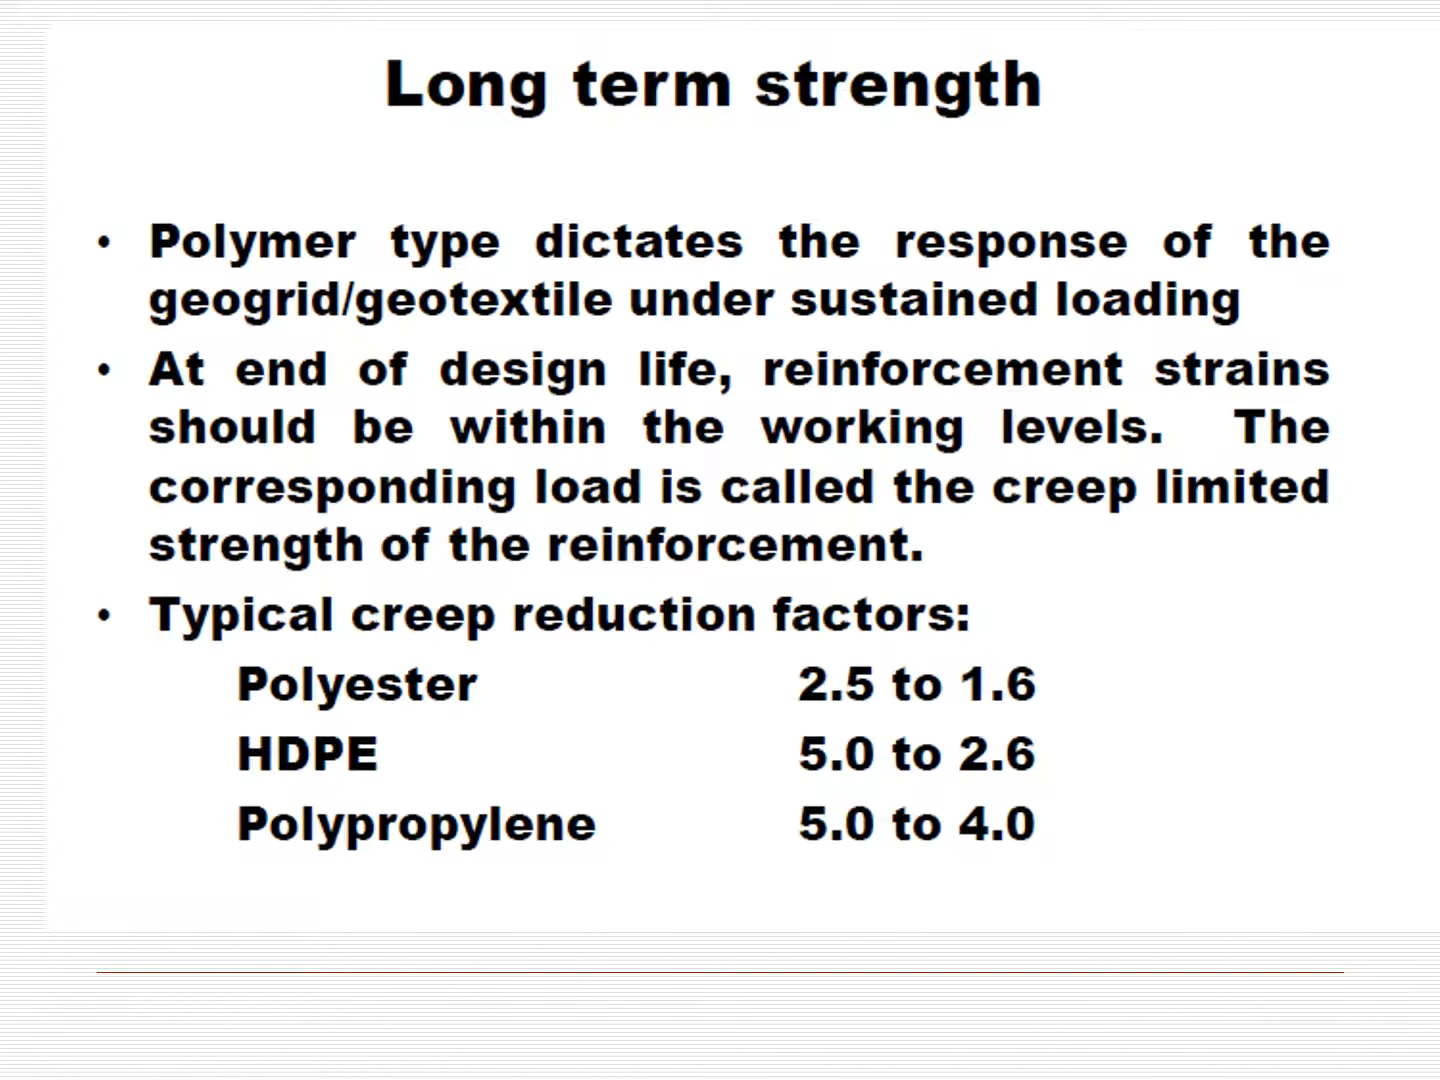 Long term strength
• Polymer type dictates the response of the
geogrid/geotextile under sustained loading
• At end of design life, reinforcement strains
should be within the working levels. The
corresponding load is called the creep limited
strength of the reinforcement.
• Typical creep reduction factors:
Polyester 2.5 to 1.6
HDPE 5.0 to 2.6
Polypropylene 5.0 to 4.0